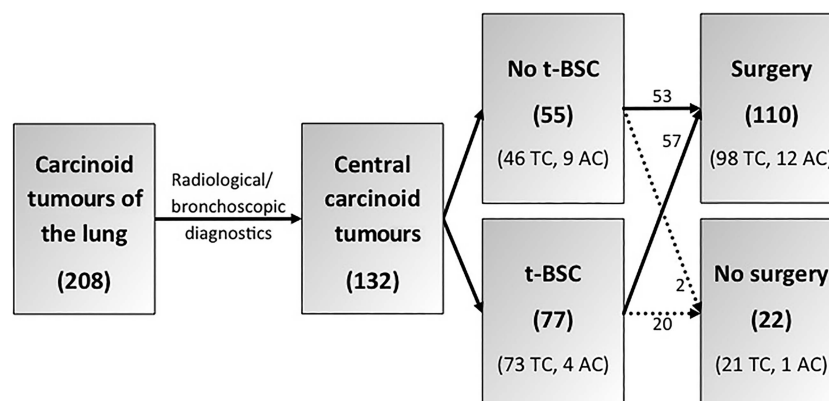 Carcinoid
tumours of
the lung
(208)
Radiological/
bronchoscopic
diagnostics
Central
carcinoid
tumours
(132)
No t-BSC
(55)
(46 TC, 9 AC)
t-BSC
(77)
(73 TC, 4 AC)
53
57
2
20
Surgery
(110)
(98 TC, 12 AC)
No surgery
(22)
(21 TC, 1 AC)